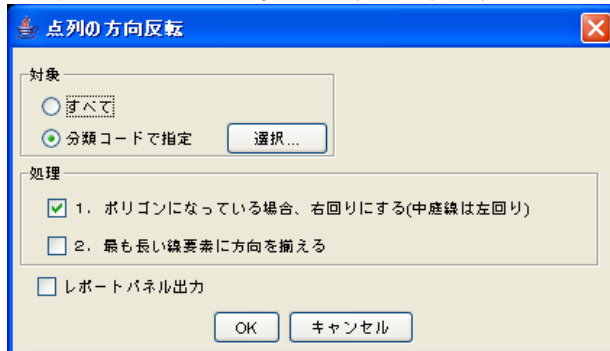 点列の方向反転
対象
すべて
分類コードで指定 選択...
処理
1. ポリゴンになっている場合、右回りにする(中庭線は左回り)
2. 最も長い線要素に方向を揃える
レポートパネル出力
OK キャンセル